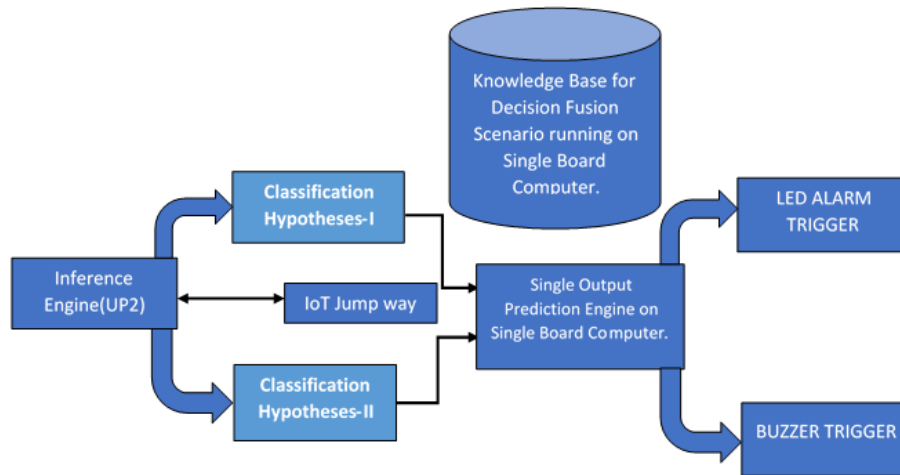 Knowledge Base for
Decision Fusion
Scenario running on
Single Board
Computer.
Classification
Hypotheses-I
LED ALARM
TRIGGER
Inference
Engine(UP2)
IoT Jump way
Single Output
Prediction Engine on
Single Board Computer.
Classification
Hypotheses-II
BUZZER TRIGGER